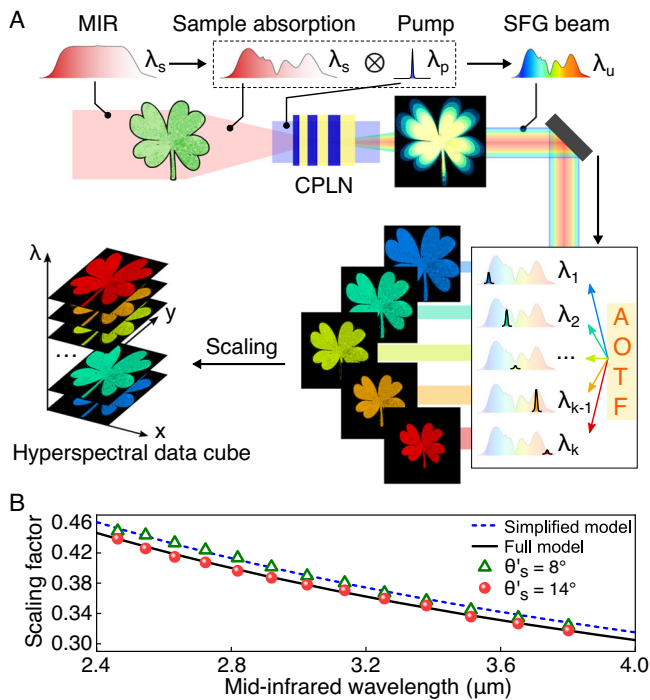 A
MIR
Sample absorption
Pump
SFG beam
λs
λs
⊗
λp
λu
CPLN
λ
y
...
x
Hyperspectral data cube
Scaling
λ1
λ2
...
λk-1
λk
A
O
T
F
B
Scaling factor
0.46
0.42
0.38
0.34
0.30
Simplified model
Full model
θ's = 8°
θ's = 14°
2.4
2.8
3.2
3.6
4.0
Mid-infrared wavelength (μm)